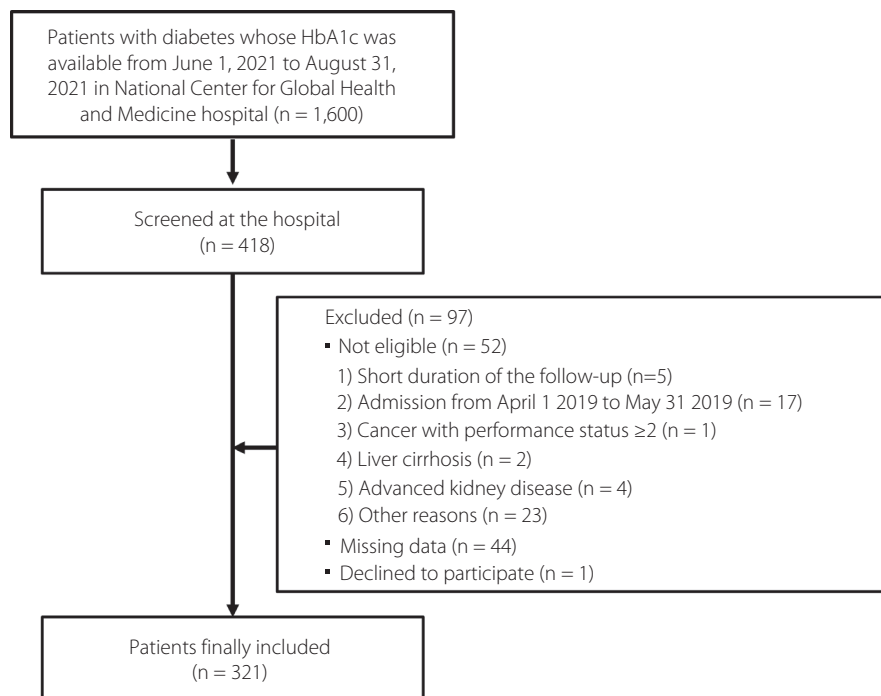 Patients with diabetes whose HbA1c was
available from June 1, 2021 to August 31,
2021 in National Center for Global Health
and Medicine hospital (n = 1,600)
Screened at the hospital
(n = 418)
Excluded (n = 97)
▪ Not eligible (n = 52)
1) Short duration of the follow-up (n=5)
2) Admission from April 1 2019 to May 31 2019 (n = 17)
3) Cancer with performance status ≥2 (n = 1)
4) Liver cirrhosis (n = 2)
5) Advanced kidney disease (n = 4)
6) Other reasons (n = 23)
▪ Missing data (n = 44)
▪ Declined to participate (n = 1)
Patients finally included
(n = 321)